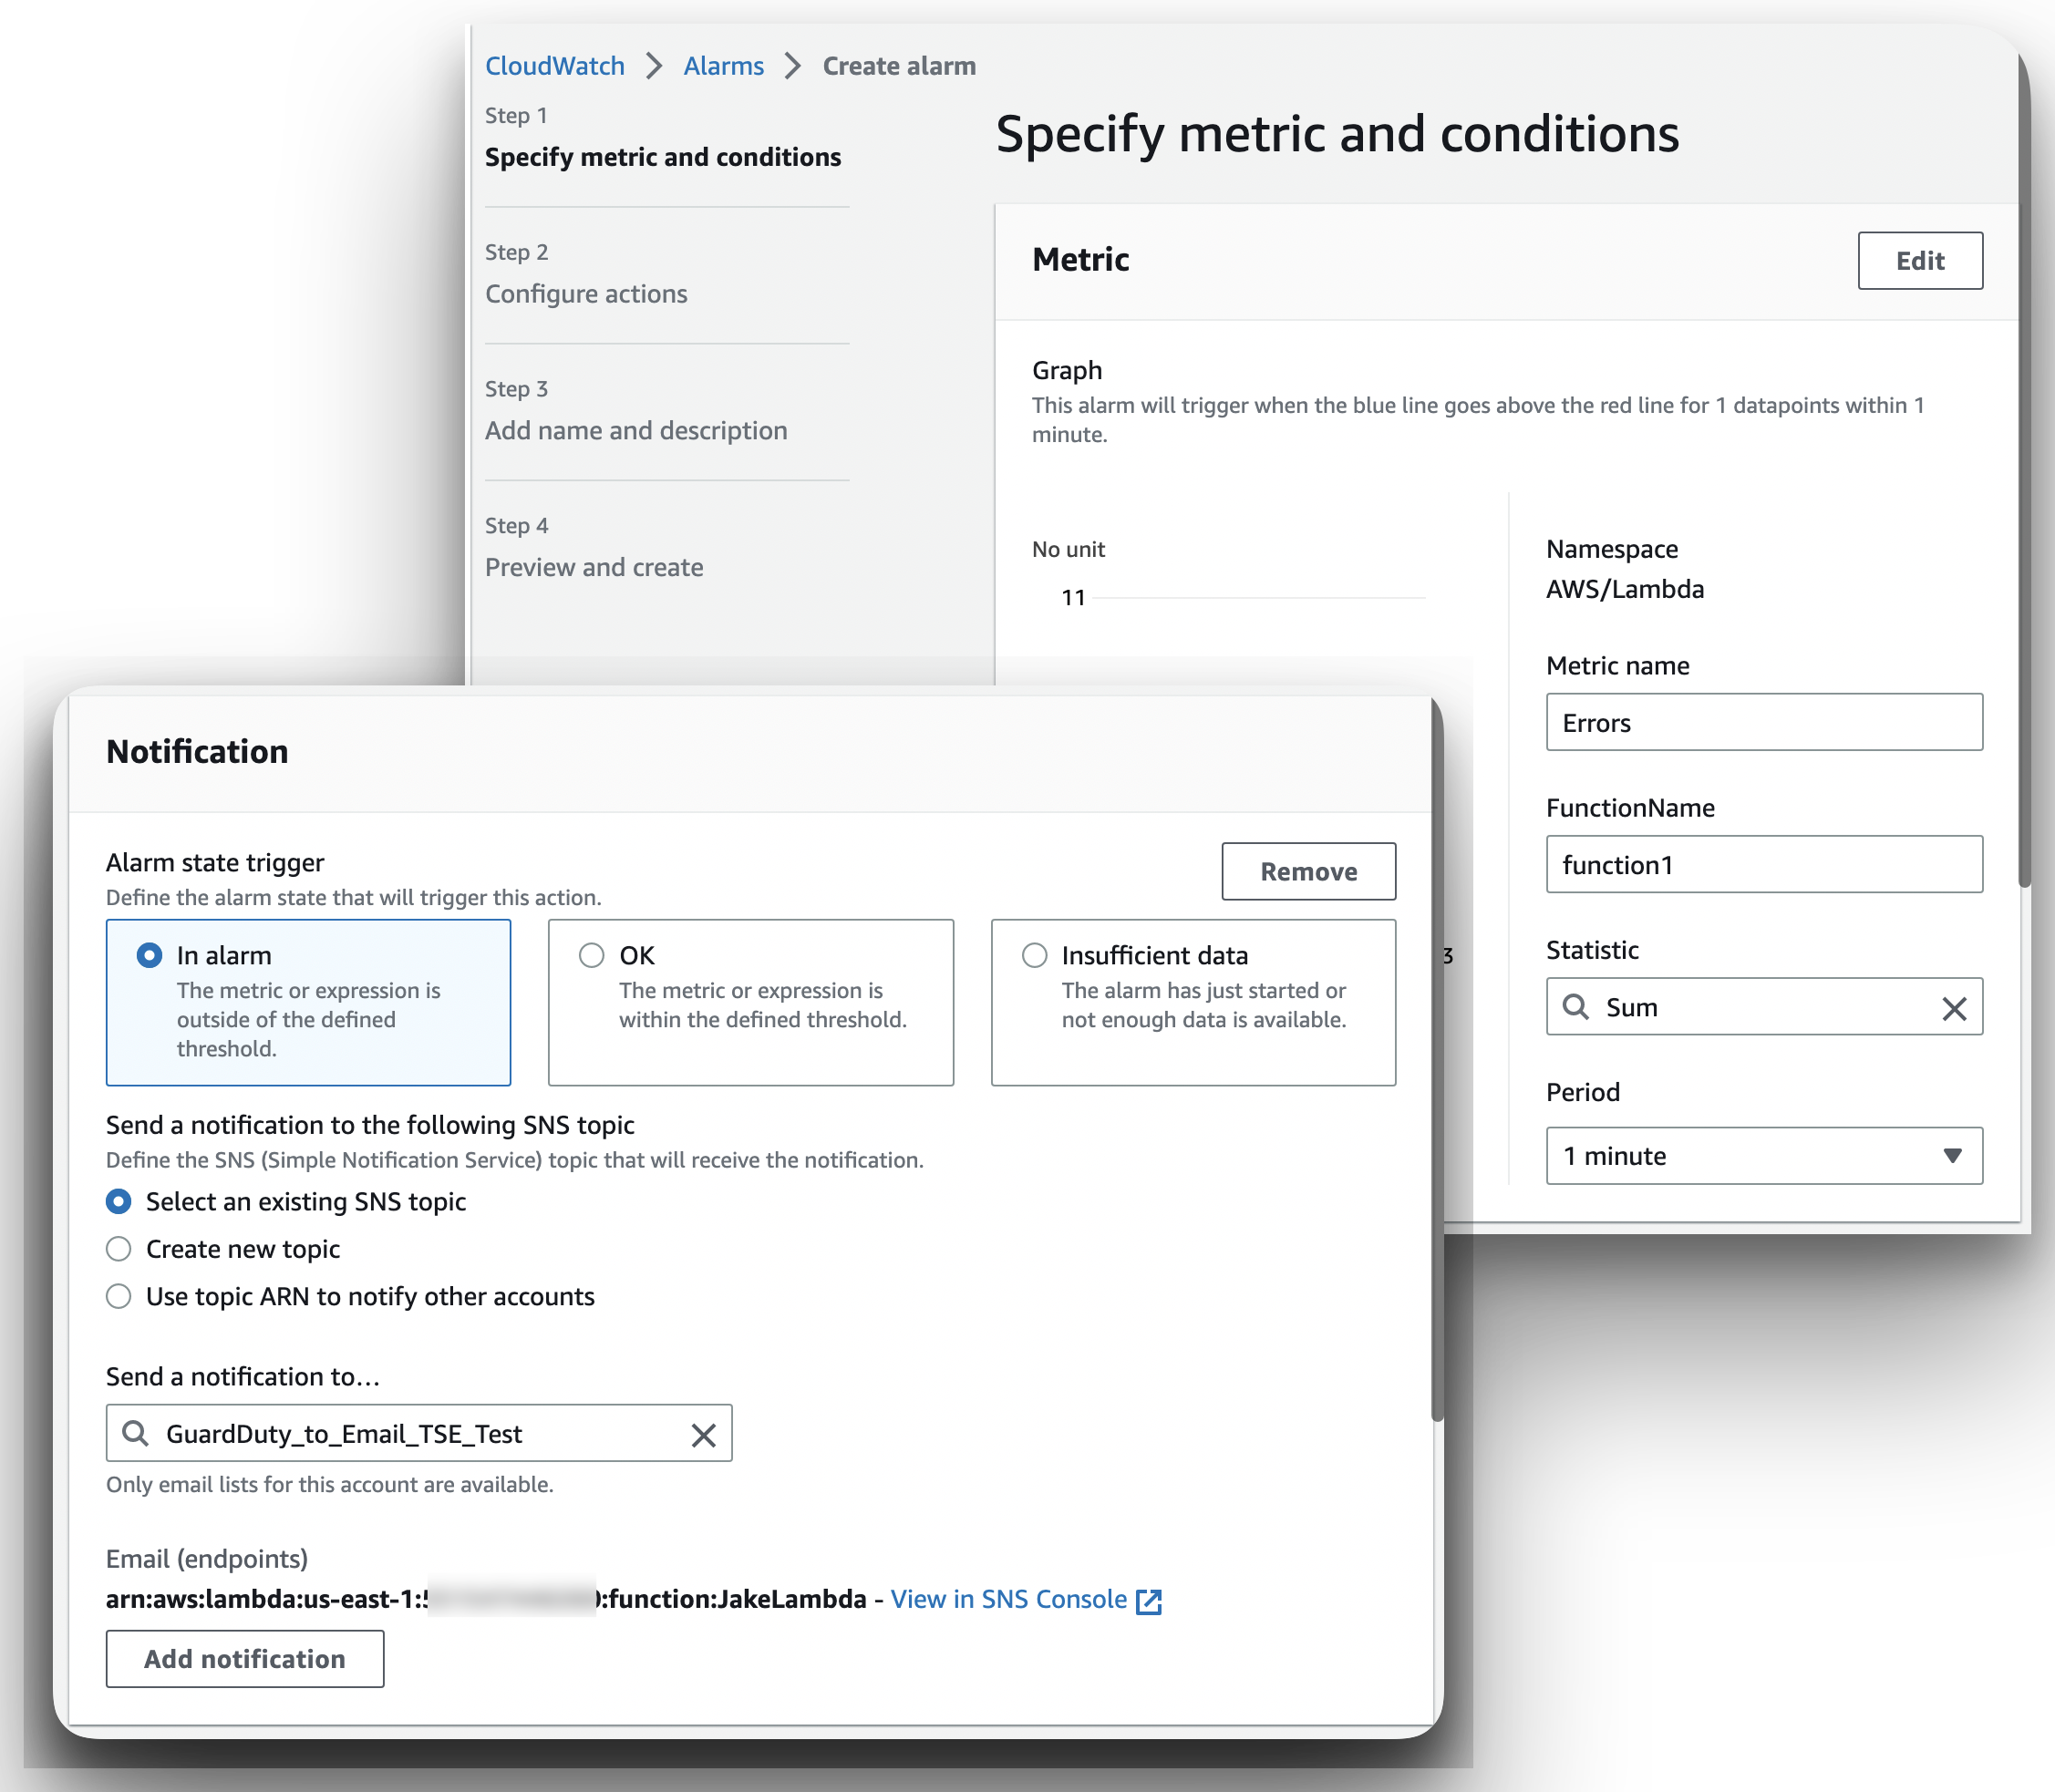 CloudWatch > Alarms > Create alarm
Step 1
Specify metric and conditions
Step 2
Configure actions
Step 3
Add name and description
Step 4
Preview and create
Specify metric and conditions
Metric
Edit
Graph
This alarm will trigger when the blue line goes above the red line for 1 datapoints within 1
minute.
No unit
11
3
Namespace
AWS/Lambda
Metric name
Errors
FunctionName
function1
Statistic
Sum
Period
1 minute
Notification
Alarm state trigger
Define the alarm state that will trigger this action.
Remove
In alarm
The metric or expression is
outside of the defined
threshold.
OK
The metric or expression is
within the defined threshold.
Insufficient data
The alarm has just started or
not enough data is available.
Send a notification to the following SNS topic
Define the SNS (Simple Notification Service) topic that will receive the notification.
Select an existing SNS topic
Create new topic
Use topic ARN to notify other accounts
Send a notification to…
GuardDuty_to_Email_TSE_Test
Only email lists for this account are available.
Email (endpoints)
arn:aws:lambda:us-east-1: :function:JakeLambda - View in SNS Console
Add notification